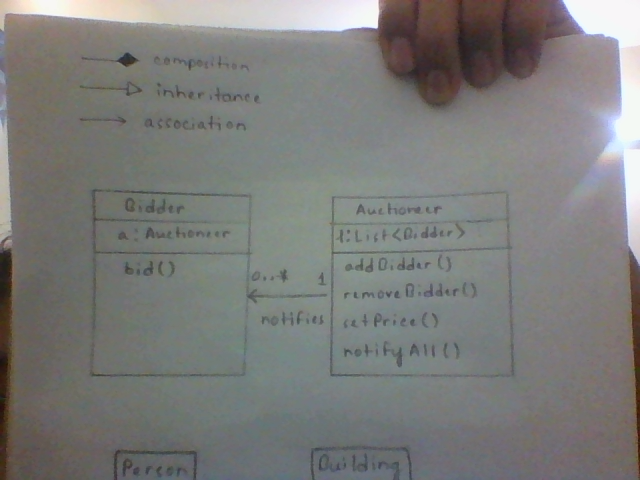 composition
inheritance
association
Bidder
a: Auctioneer
bid()
0..*
1
notifies
Auctioneer
l:List<Bidder>
addBidder()
removeBidder()
setPrice()
notifyAll()
Person
Building